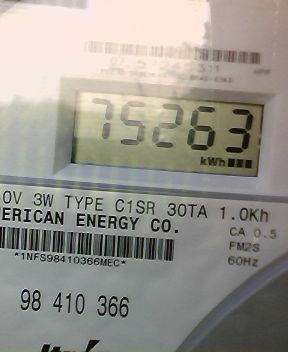 75263
kWh
0V 3W TYPE C1SR 30TA 1.0Kh
ERICAN ENERGY CO.
CA 0.5
FM2S
*1NFS98410366MEC*
60Hz
98 410 366